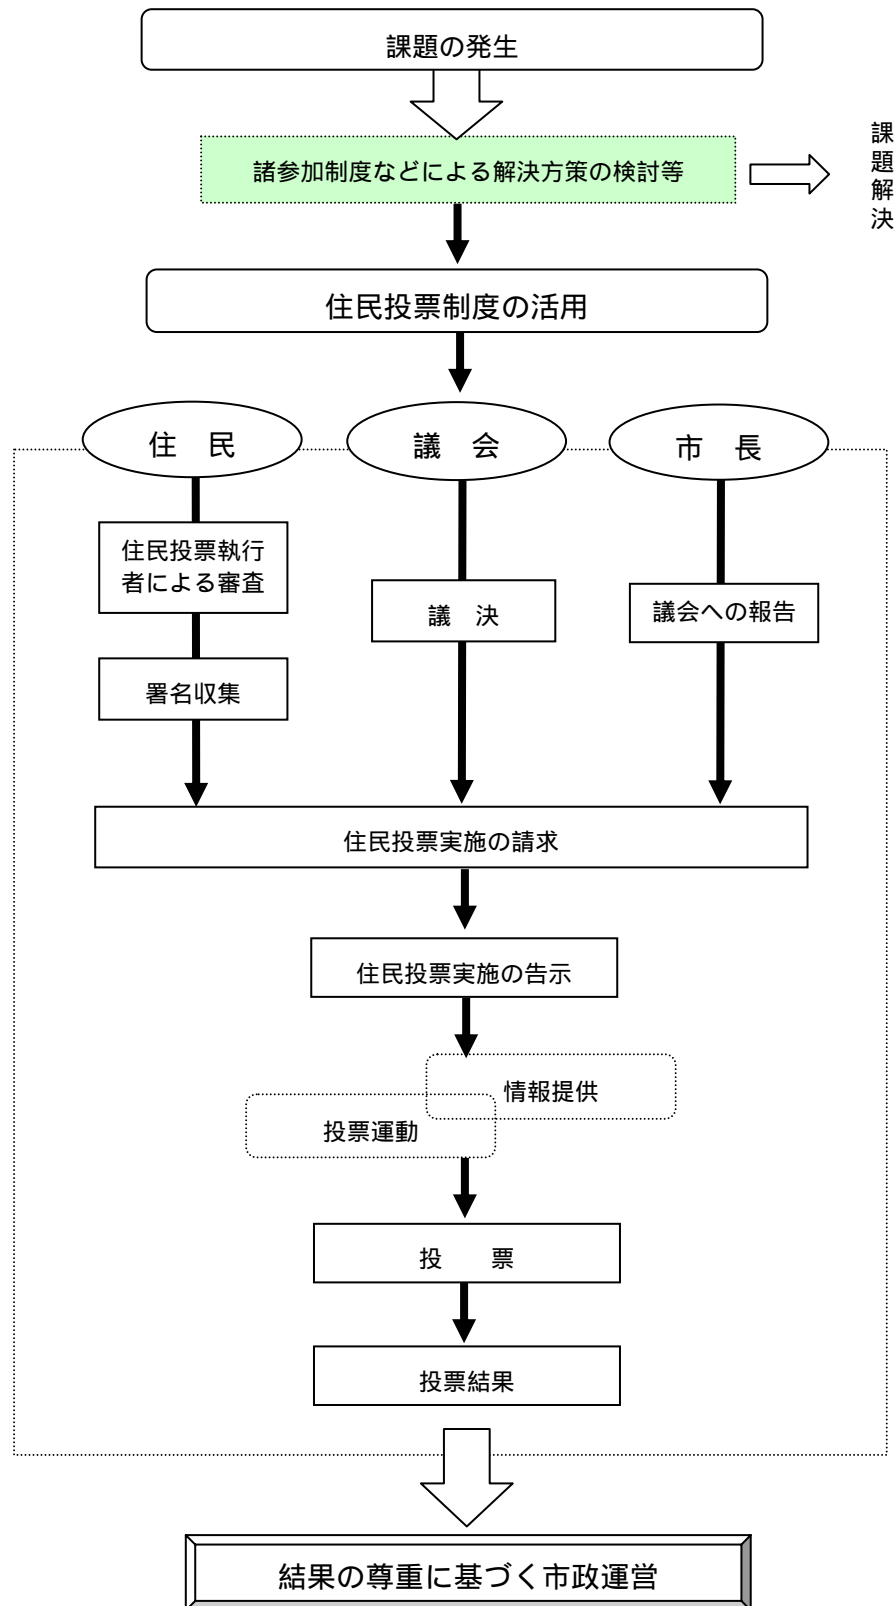 課題の発生
諸参加制度などによる解決方策の検討等
課題解決
住民投票制度の活用
住　民
議　会
市　長
住民投票執行
者による審査
議　決
議会への報告
署名収集
住民投票実施の請求
住民投票実施の告示
情報提供
投票運動
投　　票
投票結果
結果の尊重に基づく市政運営